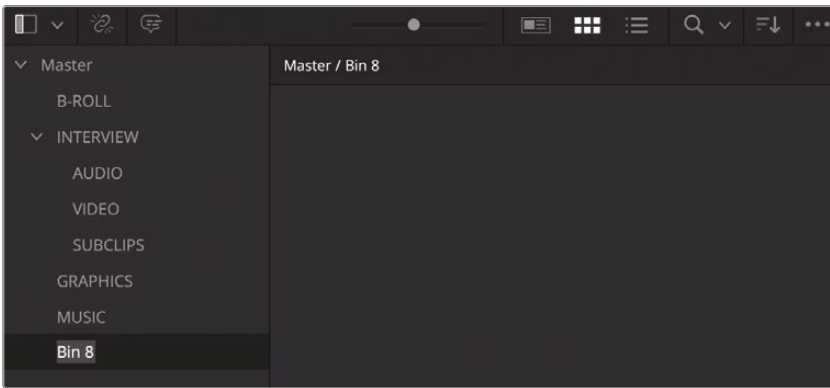 Master
Master / Bin 8
B-ROLL
INTERVIEW
AUDIO
VIDEO
SUBCLIPS
GRAPHICS
MUSIC
Bin 8